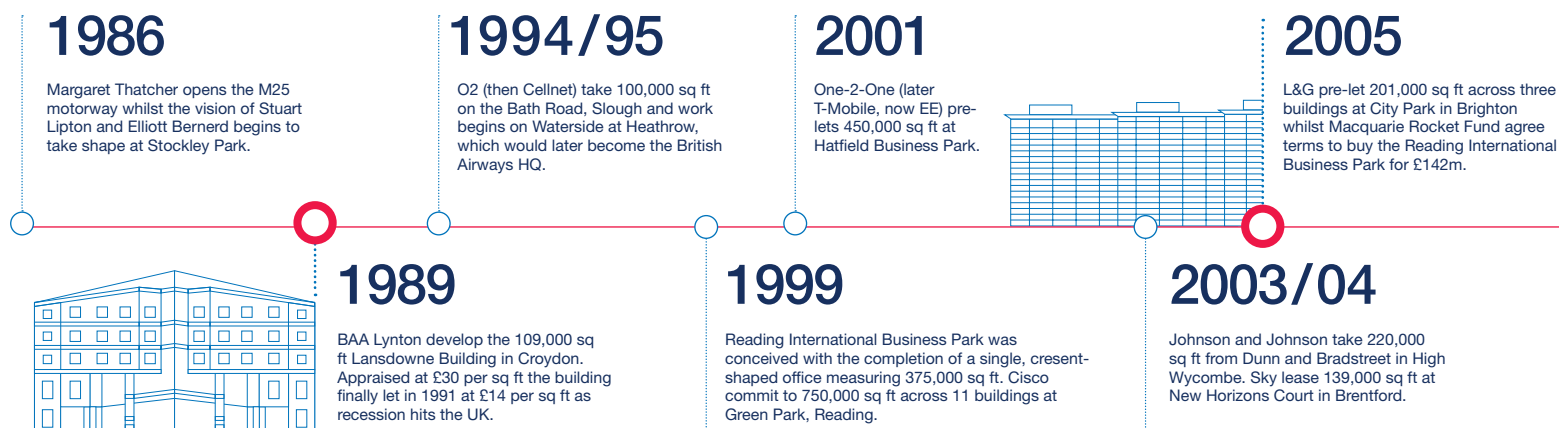 1986
Margaret Thatcher opens the M25
motorway whilst the vision of Stuart
Lipton and Elliott Bernerd begins to
take shape at Stockley Park.
1994/95
O2 (then Cellnet) take 100,000 sq ft
on the Bath Road, Slough and work
begins on Waterside at Heathrow,
which would later become the British
Airways HQ.
2001
One-2-One (later
T-Mobile, now EE) pre-
lets 450,000 sq ft at
Hatfield Business Park.
2005
L&G pre-let 201,000 sq ft across three
buildings at City Park in Brighton
whilst Macquarie Rocket Fund agree
terms to buy the Reading International
Business Park for £142m.
1989
BAA Lynton develop the 109,000 sq
ft Lansdowne Building in Croydon.
Appraised at £30 per sq ft the building
finally let in 1991 at £14 per sq ft as
recession hits the UK.
1999
Reading International Business Park was
conceived with the completion of a single, cresent-
shaped office measuring 375,000 sq ft. Cisco
commit to 750,000 sq ft across 11 buildings at
Green Park, Reading.
2003/04
Johnson and Johnson take 220,000
sq ft from Dunn and Bradstreet in High
Wycombe. Sky lease 139,000 sq ft at
New Horizons Court in Brentford.